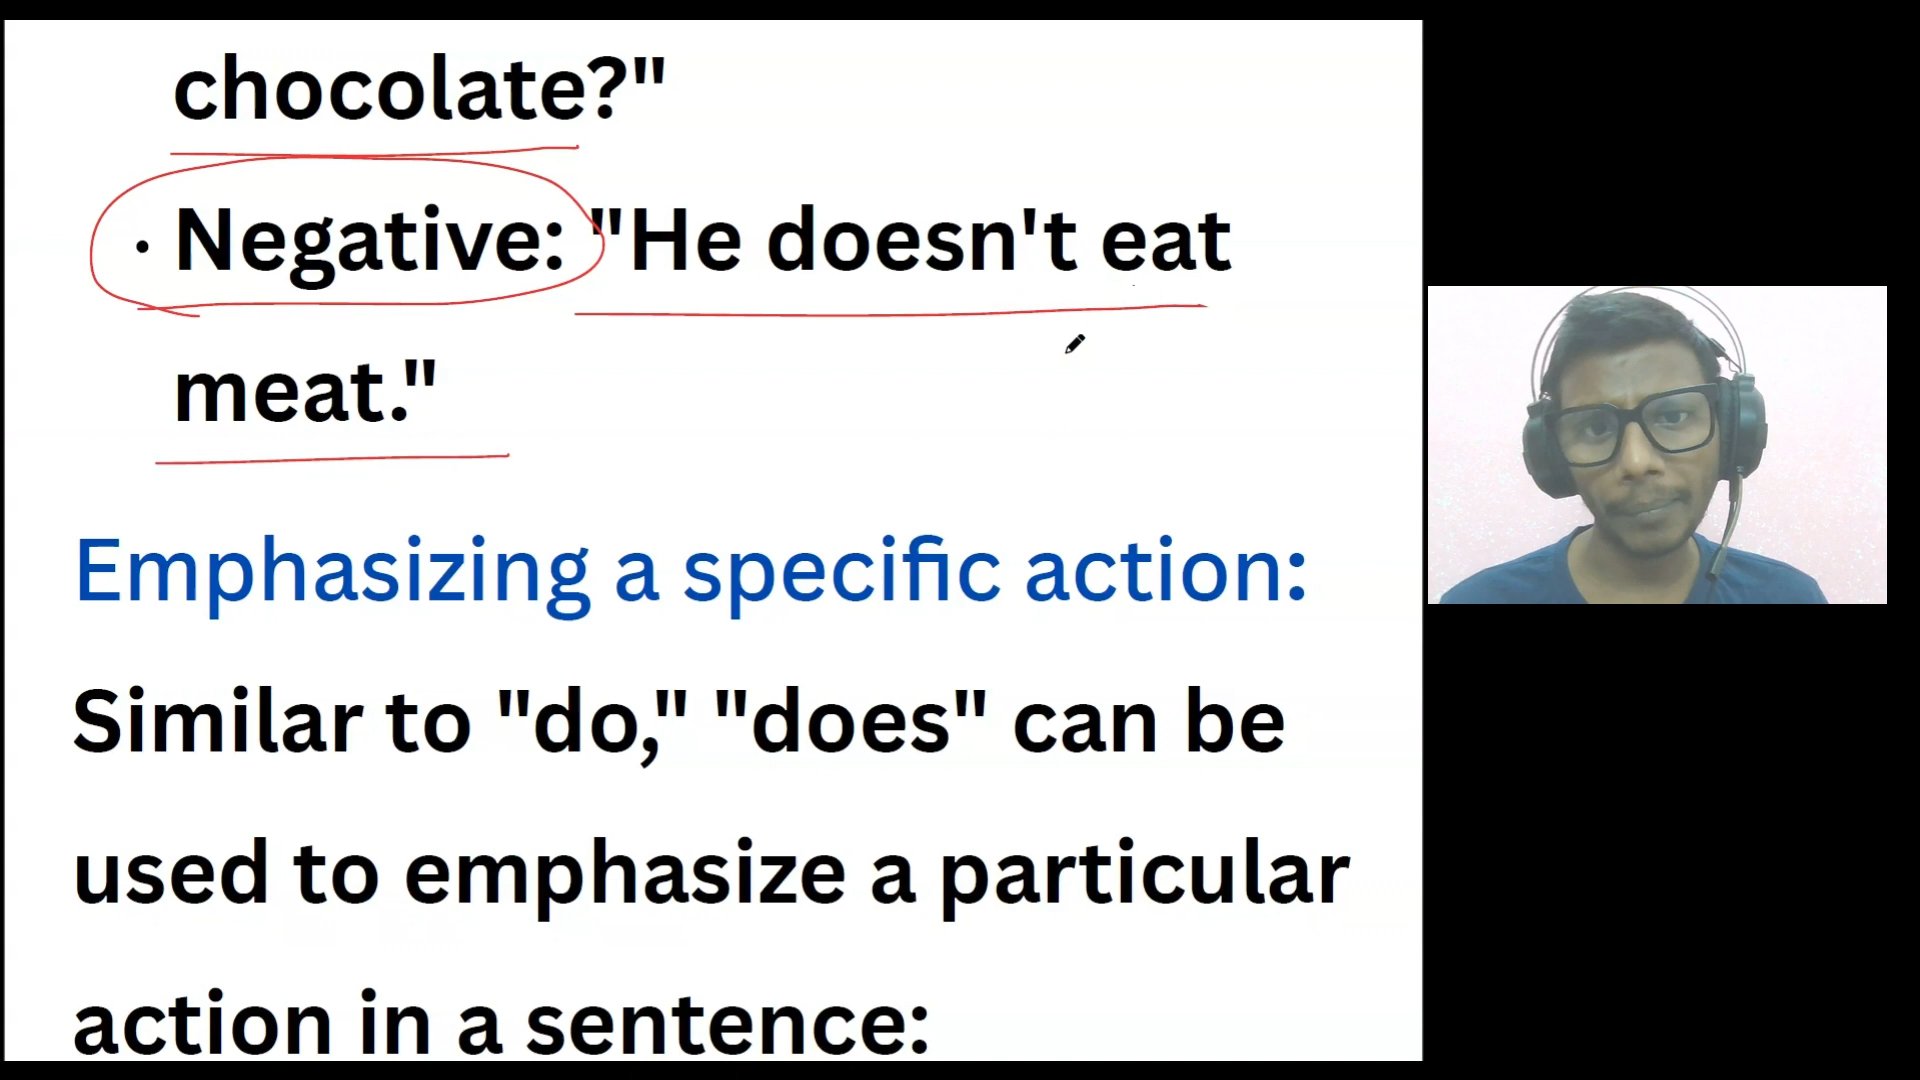 chocolate?"
• Negative: "He doesn't eat
meat."
Emphasizing a specific action:
Similar to "do," "does" can be
used to emphasize a particular
action in a sentence: